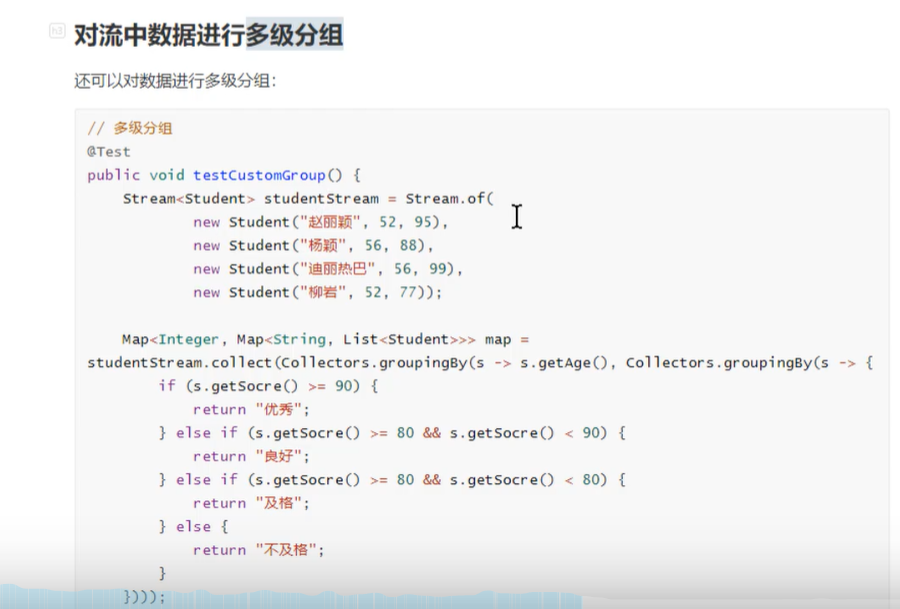 h3
对流中数据进行多级分组
还可以对数据进行多级分组：
// 多级分组
@Test
public void testCustomGroup() {
Stream<Student> studentStream = Stream.of(
new Student("赵丽颖", 52, 95),
new Student("杨颖", 56, 88),
new Student("迪丽热巴", 56, 99),
new Student("柳岩", 52, 77));
Map<Integer, Map<String, List<Student>>> map =
studentStream.collect(Collectors.groupingBy(s -> s.getAge(), Collectors.groupingBy(s -> {
if (s.getSocre() >= 90) {
return "优秀";
} else if (s.getSocre() >= 80 && s.getSocre() < 90) {
return "良好";
} else if (s.getSocre() >= 80 && s.getSocre() < 80) {
return "及格";
} else {
return "不及格";
}
})));